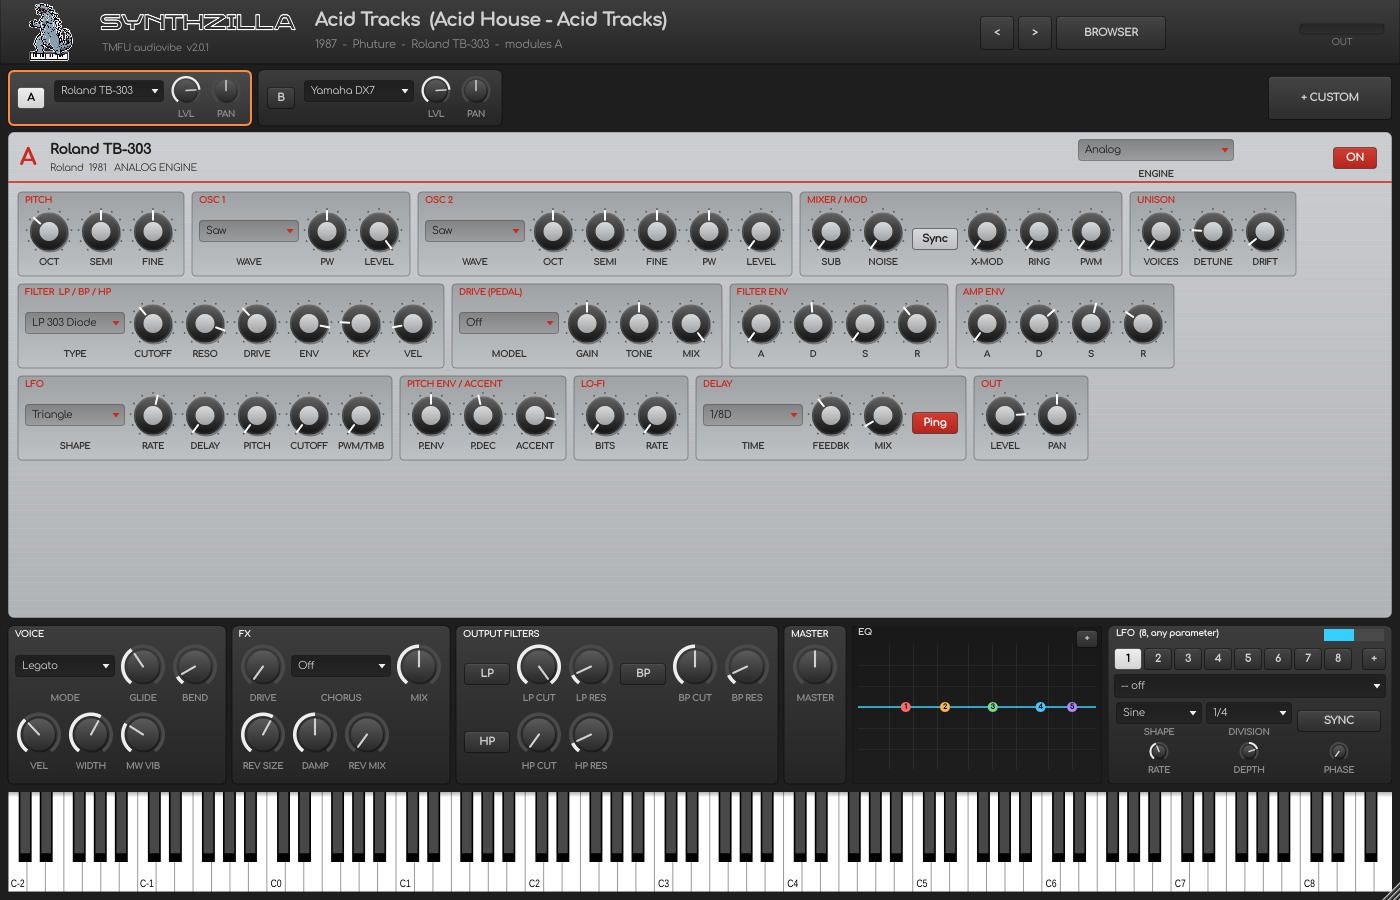 SYNTHZILLA
TMFU audiovibe v2.0.1
Acid Tracks (Acid House - Acid Tracks)
1987 - Phuture - Roland TB-303 - modules A
< > BROWSER
OUT
A Roland TB-303 LVL PAN
B Yamaha DX7 LVL PAN
+ CUSTOM
A Roland TB-303
Roland 1981 ANALOG ENGINE
Analog
ENGINE
ON
PITCH
OCT SEMI FINE
OSC 1
Saw
WAVE PW LEVEL
OSC 2
Saw
WAVE OCT SEMI FINE PW LEVEL
MIXER / MOD
Sync
SUB NOISE X-MOD RING PWM
UNISON
VOICES DETUNE DRIFT
FILTER LP / BP / HP
LP 303 Diode
TYPE CUTOFF RESO DRIVE ENV KEY VEL
DRIVE (PEDAL)
Off
MODEL GAIN TONE MIX
FILTER ENV
A D S R
AMP ENV
A D S R
LFO
Triangle
SHAPE RATE DELAY PITCH CUTOFF PWM/TMB
PITCH ENV / ACCENT
P.ENV P.DEC ACCENT
LO-FI
BITS RATE
DELAY
1/8D
Ping
TIME FEEDBK MIX
OUT
LEVEL PAN
VOICE
Legato
MODE GLIDE BEND
VEL WIDTH MW VIB
FX
Off
DRIVE CHORUS MIX
REV SIZE DAMP REV MIX
OUTPUT FILTERS
LP BP
LP CUT LP RES BP CUT BP RES
HP
HP CUT HP RES
MASTER
MASTER
EQ
+
1 2 3 4 5
LFO (8, any parameter)
1 2 3 4 5 6 7 8 +
-- off
Sine 1/4 SYNC
SHAPE DIVISION
RATE DEPTH PHASE
C-2 C-1 C0 C1 C2 C3 C4 C5 C6 C7 C8